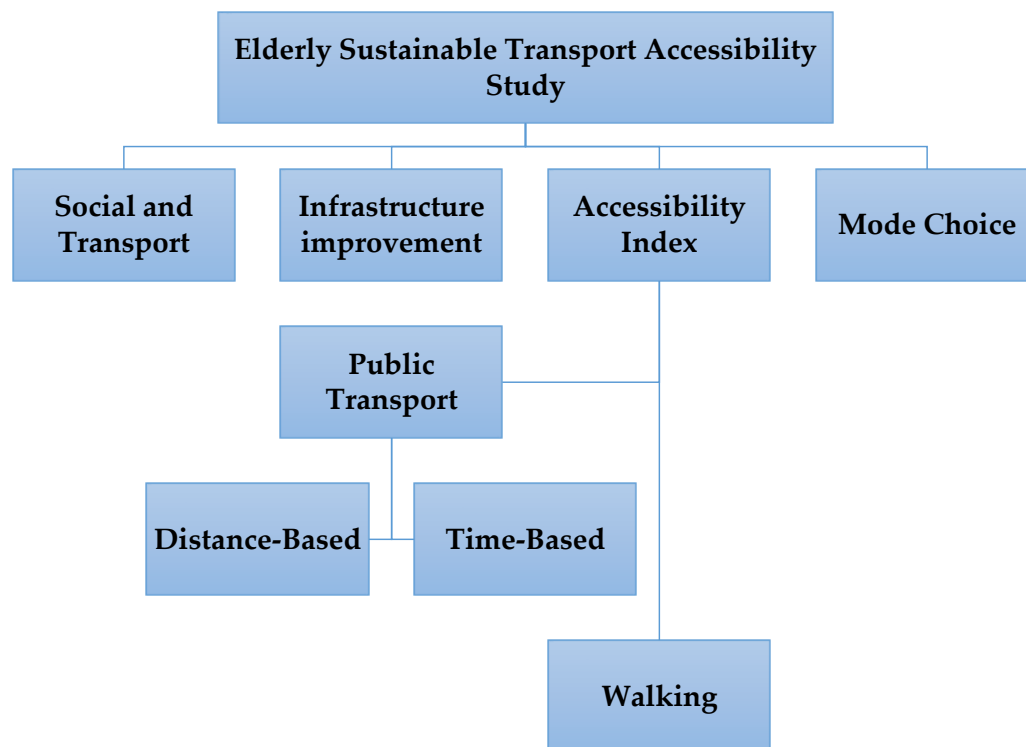 Elderly Sustainable Transport Accessibility
Study
Social and
Transport
Infrastructure
improvement
Accessibility
Index
Mode Choice
Public
Transport
Distance-Based
Time-Based
Walking